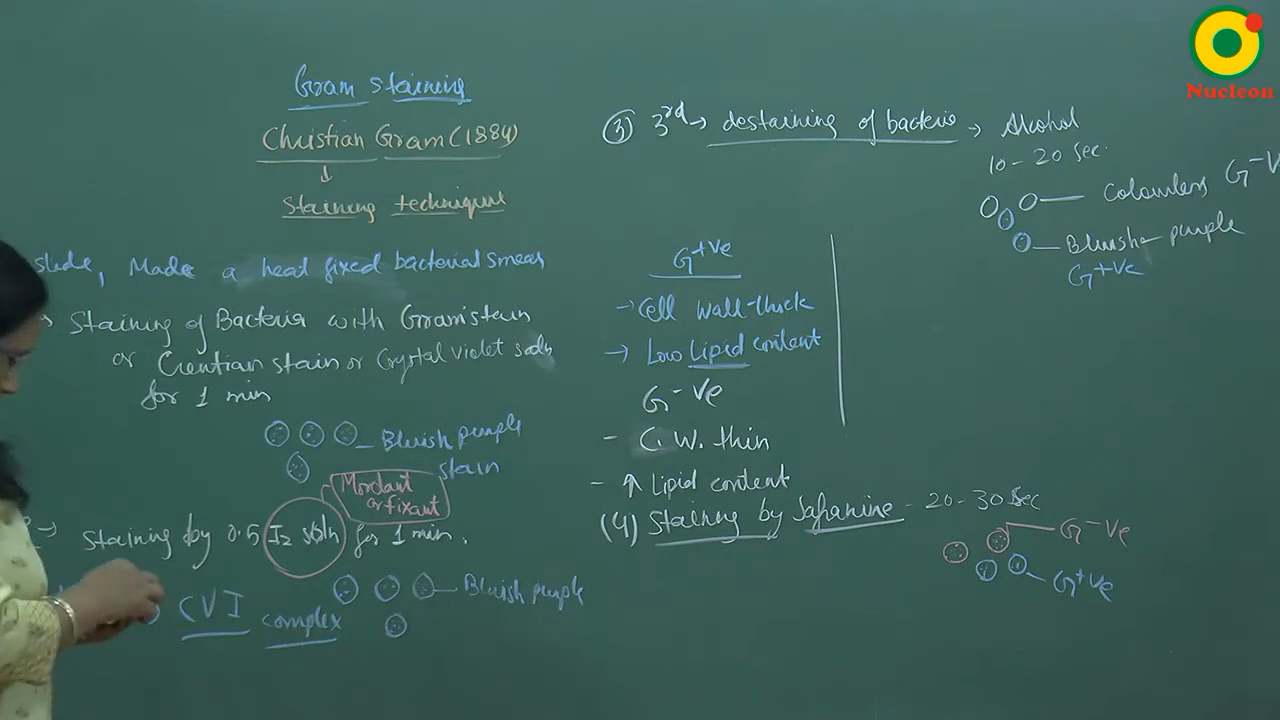 Gram staining
Christian Gram (1884)
↓
Staining technique
slide, Made a heat fixed bacterial smear
→ Staining of Bacteria with Gram stain
or Crentian stain or Crystal violet soln
for 1 min
Bluish purple
stain
Mordant
or fixant
→ Staining by 0.5 I2 soln for 1 min.
CVI complex
Bluish purple
(3) 3rd → destaining of bacteria → Alcohol
10-20 sec.
Colourless G-V
Bluish purple
G+Ve
G+ve
→ Cell wall-thick
→ Low Lipid content
G-Ve
- C.W. thin
- ↑ Lipid content
(4) Staining by Safranine - 20-30 Sec
G-Ve
G+Ve
Nucleon